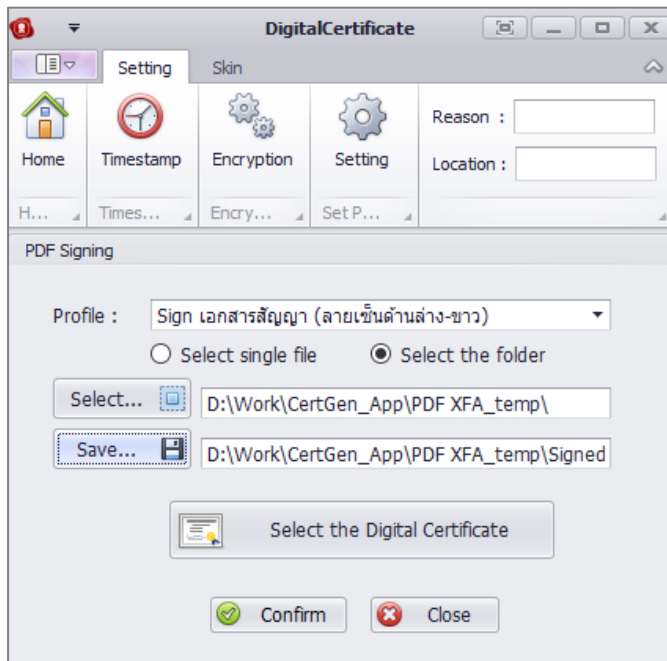 DigitalCertificate
Setting Skin
Home Timestamp Encryption Setting
Reason :
Location :
H... Times... Encry... Set P...
PDF Signing
Profile : Sign เอกสารสัญญา (ลายเซ็นด้านล่าง-ขาว)
Select single file Select the folder
Select... D:\Work\CertGen_App\PDF XFA_temp\
Save... D:\Work\CertGen_App\PDF XFA_temp\Signed
Select the Digital Certificate
Confirm Close